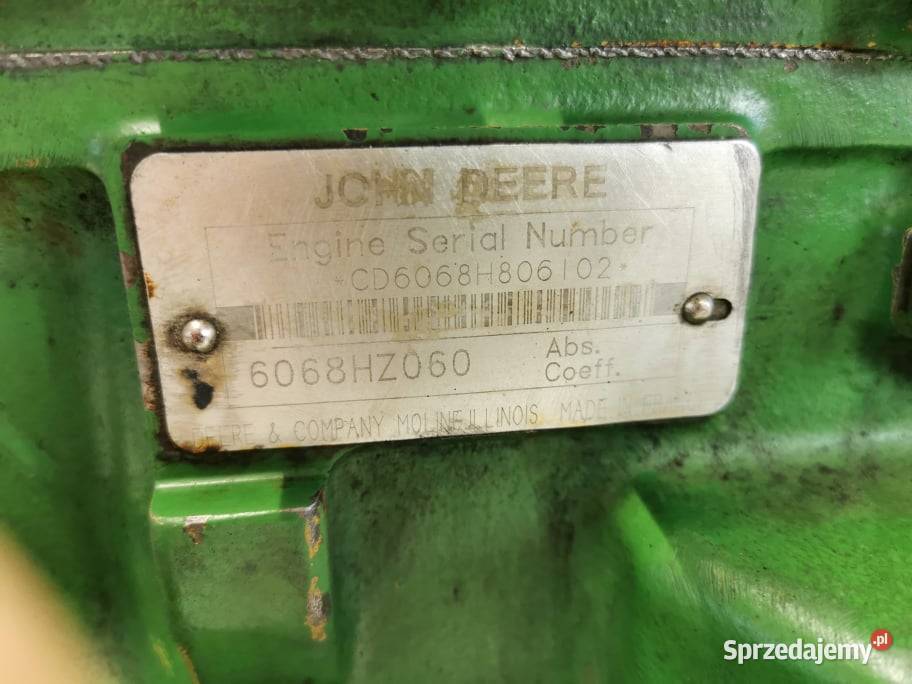 JOHN DEERE
Engine Serial Number
*CD6068H806102*
6068HZ060
Abs.
Coeff.
DEERE & COMPANY MOLINE ILLINOIS MADE IN
Sprzedajemy.pl